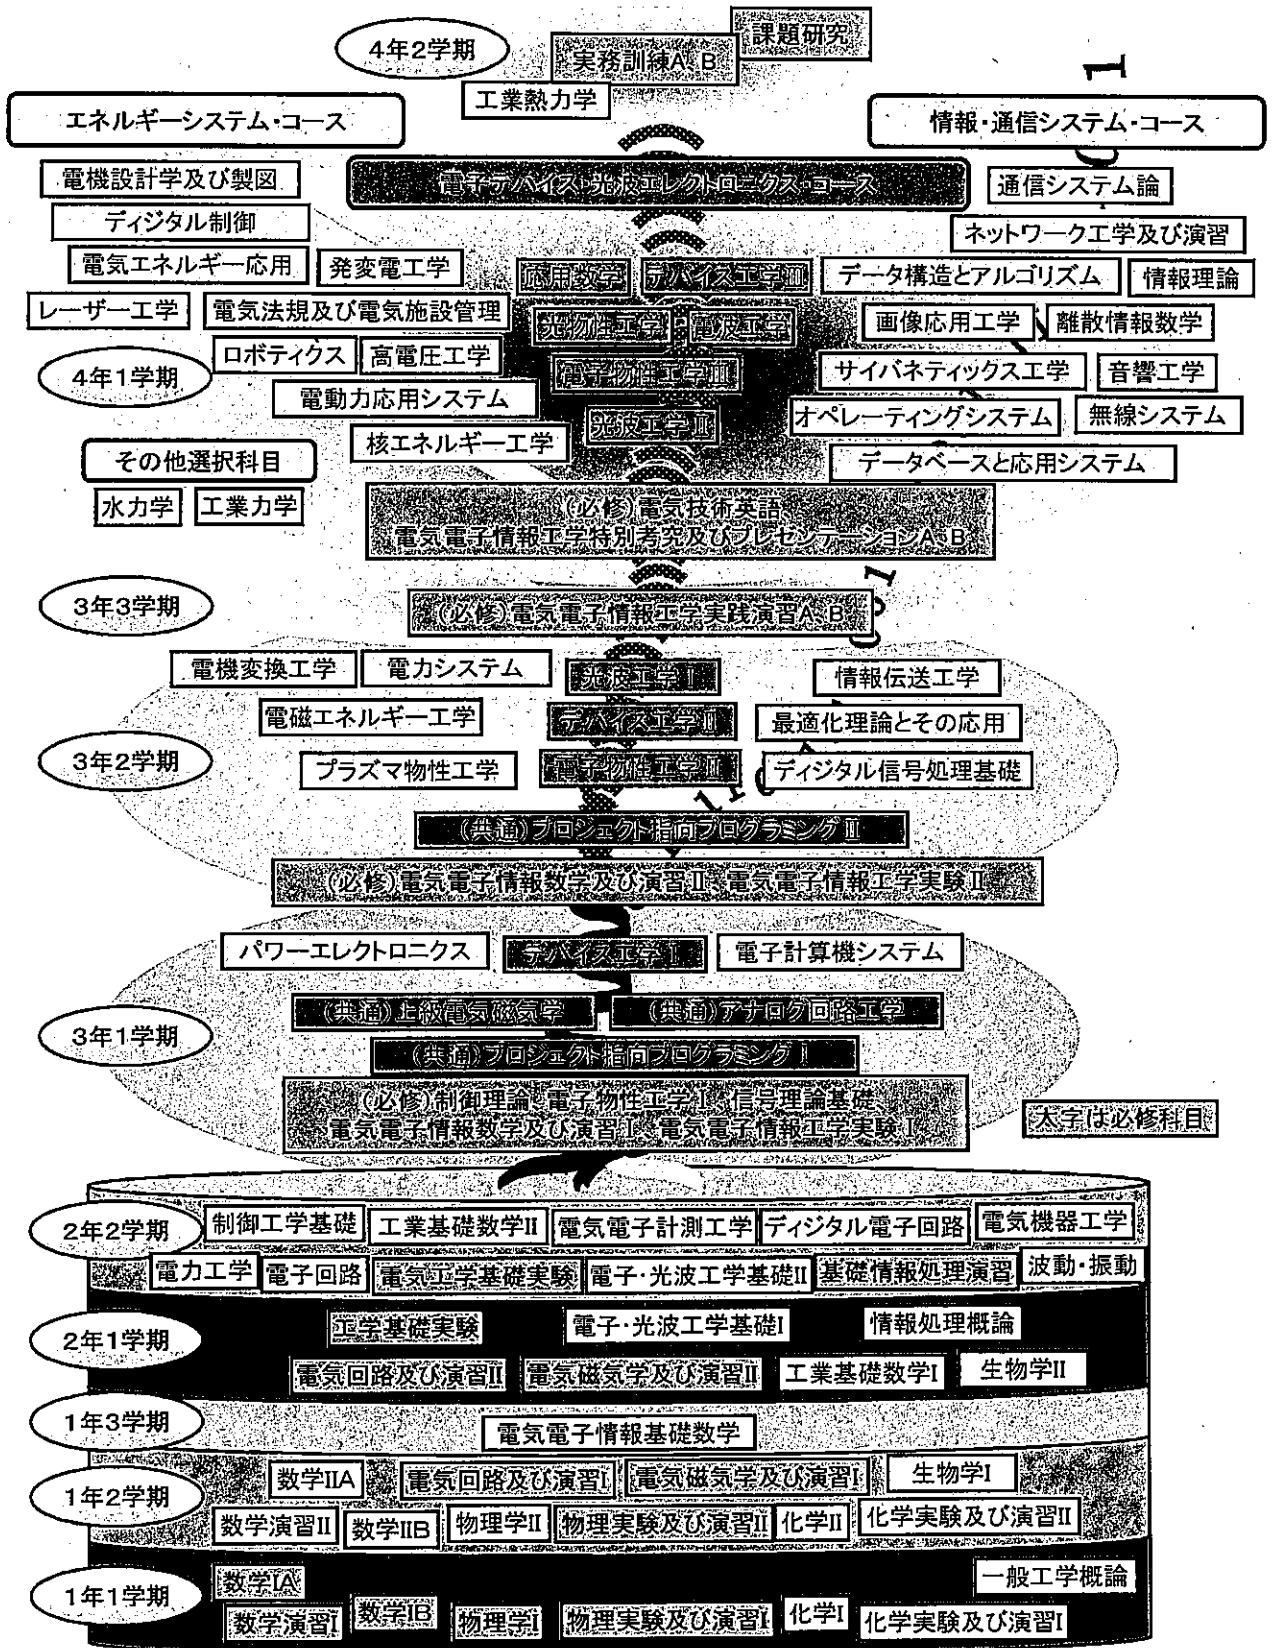 4年2学期
課題研究
実務訓練A、B
工業熱力学
エネルギーシステム・コース
情報・通信システム・コース
電子デバイス・光波エレクトロニクス・コース
電機設計学及び製図
通信システム論
ディジタル制御
ネットワーク工学及び演習
電気エネルギー応用
発変電工学
応用数学
デバイス工学Ⅲ
データ構造とアルゴリズム
情報理論
レーザー工学
電気法規及び電気施設管理
光物性工学
電波工学
画像応用工学
離散情報数学
4年1学期
ロボティクス
高電圧工学
電子物性工学Ⅲ
サイバネティックス工学
音響工学
電動力応用システム
光波工学Ⅱ
オペレーティングシステム
無線システム
核エネルギー工学
データベースと応用システム
その他選択科目
水力学
工業力学
(必修)電気技術英語
電気電子情報工学特別考究及びプレゼンテーションA、B
3年3学期
(必修)電気電子情報工学実践演習A、B
電機変換工学
電力システム
光波工学Ⅰ
情報伝送工学
電磁エネルギー工学
デバイス工学Ⅱ
最適化理論とその応用
3年2学期
プラズマ物性工学
電子物性工学Ⅱ
ディジタル信号処理基礎
(共通)プロジェクト指向プログラミングⅡ
(必修)電気電子情報数学及び演習Ⅱ、電気電子情報工学実験Ⅱ
パワーエレクトロニクス
デバイス工学Ⅰ
電子計算機システム
3年1学期
(共通)上級電気磁気学
(共通)アナログ回路工学
(共通)プロジェクト指向プログラミングⅠ
(必修)制御理論、電子物性工学Ⅰ、信号理論基礎
電気電子情報数学及び演習Ⅰ、電気電子情報工学実験Ⅰ
太字は必修科目
2年2学期
制御工学基礎
工業基礎数学II
電気電子計測工学
ディジタル電子回路
電気機器工学
電力工学
電子回路
電気工学基礎実験
電子・光波工学基礎II
基礎情報処理演習
波動・振動
2年1学期
工学基礎実験
電子・光波工学基礎I
情報処理概論
電気回路及び演習II
電気磁気学及び演習II
工業基礎数学I
生物学II
1年3学期
電気電子情報基礎数学
1年2学期
数学IIA
電気回路及び演習I
電気磁気学及び演習I
生物学I
数学演習II
数学IIB
物理学II
物理実験及び演習II
化学II
化学実験及び演習II
1年1学期
数学IA
一般工学概論
数学演習I
数学IB
物理学I
物理実験及び演習I
化学I
化学実験及び演習I